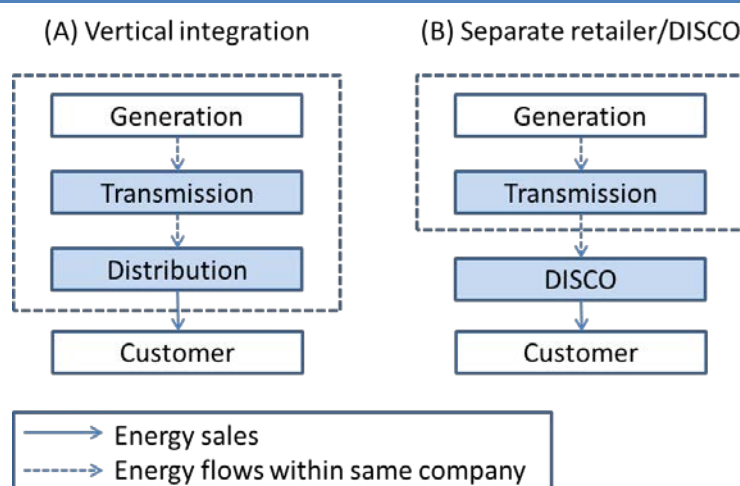 (A) Vertical integration
Generation
Transmission
Distribution
Customer
(B) Separate retailer/DISCO
Generation
Transmission
DISCO
Customer
Energy sales
Energy flows within same company